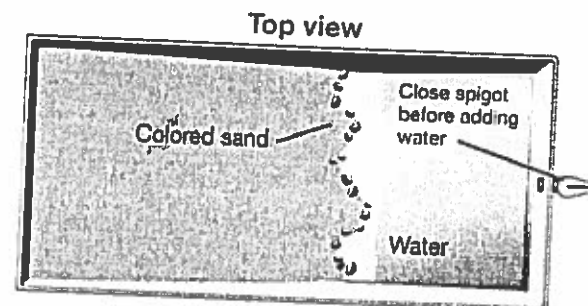 Top view
Colored sand
Close spigot
before adding
water
Water